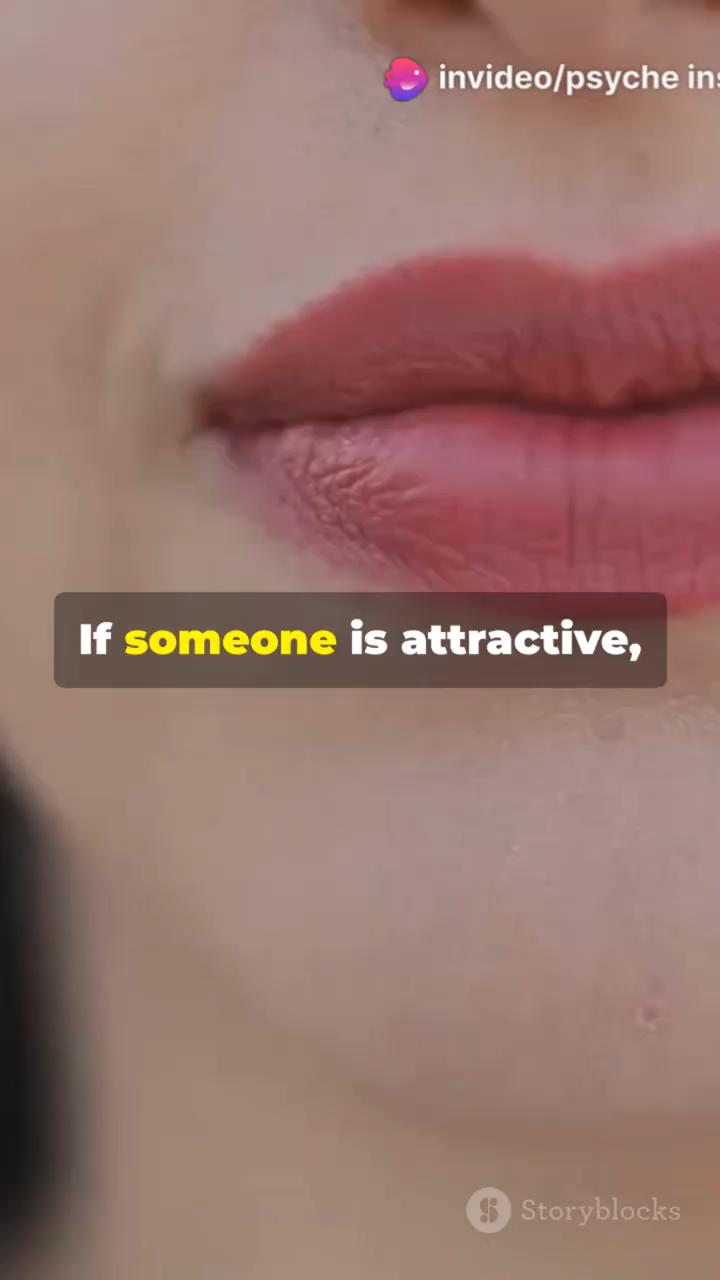 invideo/psyche ins
If someone is attractive,
Storyblocks